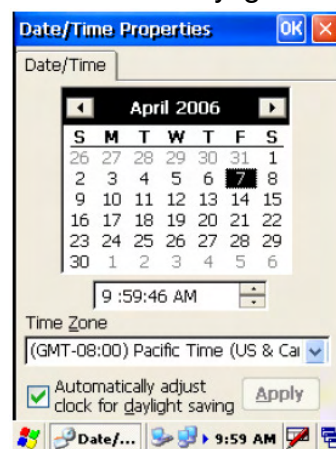 Date/Time Properties OK
Date/Time
April 2006
S M T W T F S
26 27 28 29 30 31 1
2 3 4 5 6 7 8
9 10 11 12 13 14 15
16 17 18 19 20 21 22
23 24 25 26 27 28 29
30 1 2 3 4 5 6
9 :59:46 AM
Time Zone
(GMT-08:00) Pacific Time (US & Ca
Automatically adjust
clock for daylight saving
Apply
Date/... 9:59 AM